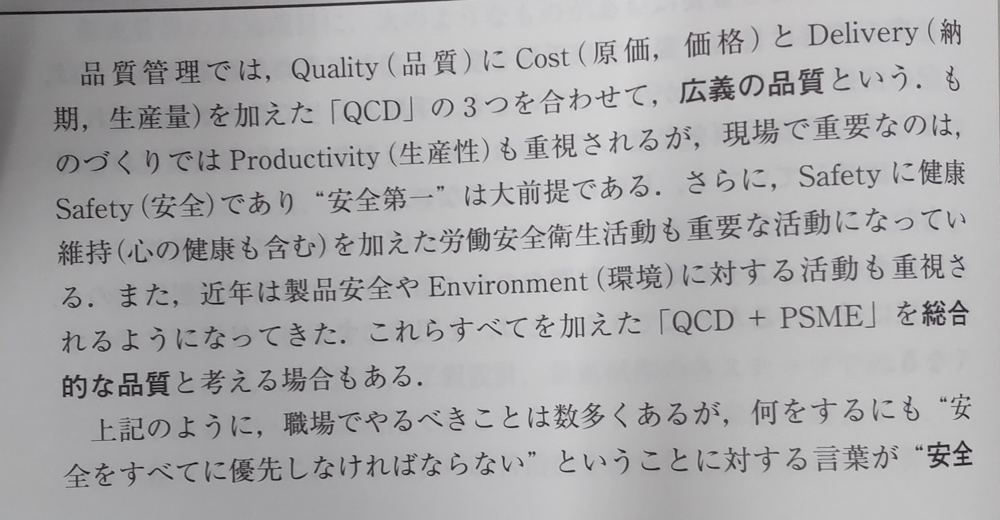 品質管理では，Quality（品質）に Cost（原価，価格）と Delivery（納
期，生産量）を加えた「QCD」の 3 つを合わせて，広義の品質という．も
のづくりでは Productivity（生産性）も重視されるが，現場で重要なのは，
Safety（安全）であり “安全第一” は大前提である．さらに，Safety に健康
維持（心の健康も含む）を加えた労働安全衛生活動も重要な活動になってい
る．また，近年は製品安全や Environment（環境）に対する活動も重視さ
れるようになってきた．これらすべてを加えた「QCD + PSME」を総合
的な品質と考える場合もある．
上記のように，職場でやるべきことは数多くあるが，何をするにも “安
全をすべてに優先しなければならない” ということに対する言葉が “安全